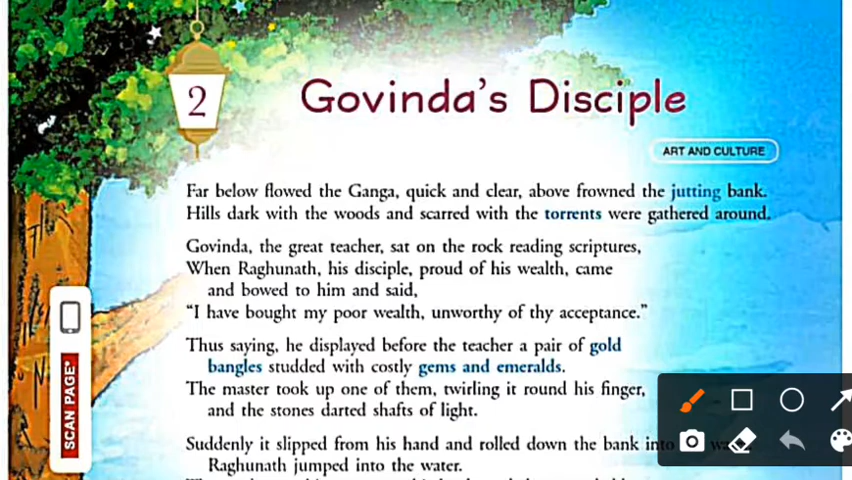 2
Govinda's Disciple
ART AND CULTURE
Far below flowed the Ganga, quick and clear, above frowned the jutting bank.
Hills dark with the woods and scarred with the torrents were gathered around.
Govinda, the great teacher, sat on the rock reading scriptures,
When Raghunath, his disciple, proud of his wealth, came
and bowed to him and said,
“I have bought my poor wealth, unworthy of thy acceptance.”
Thus saying, he displayed before the teacher a pair of gold
bangles studded with costly gems and emeralds.
The master took up one of them, twirling it round his finger,
and the stones darted shafts of light.
Suddenly it slipped from his hand and rolled down the bank into
Raghunath jumped into the water.
SCAN PAGE*